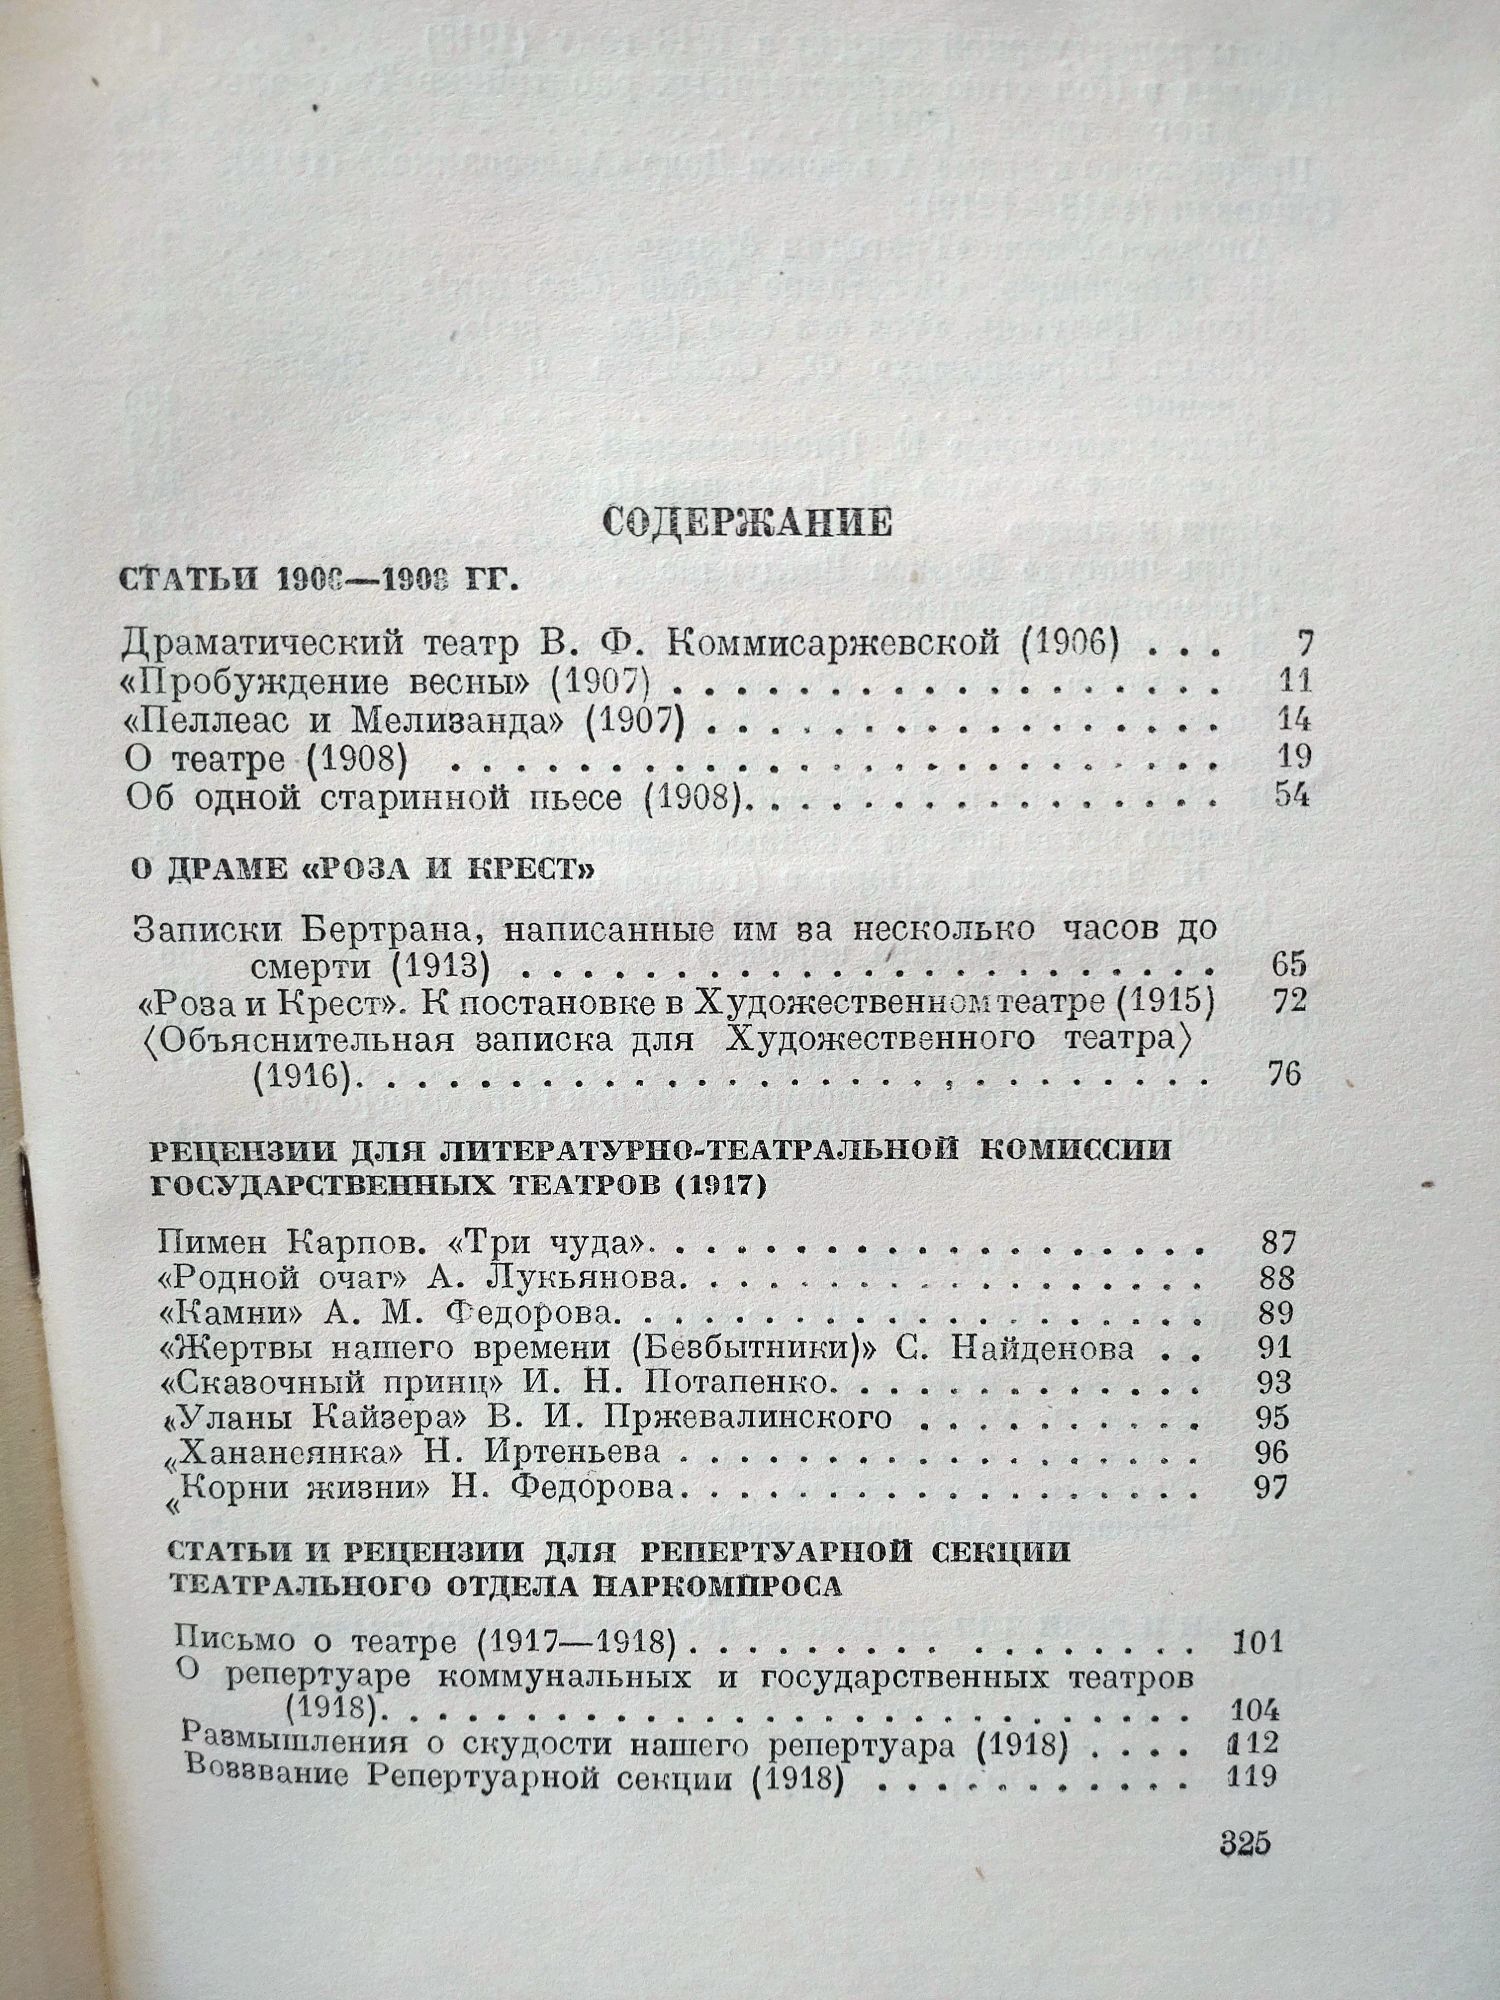 СОДЕРЖАНИЕ
СТАТЬИ 1906—1908 ГГ.
Драматический театр В. Ф. Коммисаржевской (1906) . . . 7
«Пробуждение весны» (1907) . . . . . . . . . . . . . . . . . . 11
«Пеллеас и Мелизанда» (1907) . . . . . . . . . . . . . . . . . 14
О театре (1908) . . . . . . . . . . . . . . . . . . . . . . . . . 19
Об одной старинной пьесе (1908). . . . . . . . . . . . . . . . 54
О ДРАМЕ «РОЗА И КРЕСТ»
Записки Бертрана, написанные им за несколько часов до
смерти (1913) . . . . . . . . . . . . . . . . . . . . . . . 65
«Роза и Крест». К постановке в Художественном театре (1915) 72
⟨Объяснительная записка для Художественного театра⟩
(1916). . . . . . . . . . . . . . . . . . . . . . . . . . . . 76
РЕЦЕНЗИИ ДЛЯ ЛИТЕРАТУРНО-ТЕАТРАЛЬНОЙ КОМИССИИ
ГОСУДАРСТВЕННЫХ ТЕАТРОВ (1917)
Пимен Карпов. «Три чуда». . . . . . . . . . . . . . . . . . . 87
«Родной очаг» А. Лукьянова. . . . . . . . . . . . . . . . . . 88
«Камни» А. М. Федорова. . . . . . . . . . . . . . . . . . . . 89
«Жертвы нашего времени (Безбытники)» С. Найденова . . 91
«Сказочный принц» И. Н. Потапенко. . . . . . . . . . . . . 93
«Уланы Кайзера» В. И. Пржевалинского . . . . . . . . . . 95
«Хананеянка» Н. Иртеньева . . . . . . . . . . . . . . . . . . 96
«Корни жизни» Н. Федорова. . . . . . . . . . . . . . . . . . 97
СТАТЬИ И РЕЦЕНЗИИ ДЛЯ РЕПЕРТУАРНОЙ СЕКЦИИ
ТЕАТРАЛЬНОГО ОТДЕЛА НАРКОМПРОСА
Письмо о театре (1917—1918) . . . . . . . . . . . . . . . . . 101
О репертуаре коммунальных и государственных театров
(1918). . . . . . . . . . . . . . . . . . . . . . . . . . . 104
Размышления о скудости нашего репертуара (1918) . . . . 112
Воззвание Репертуарной секции (1918) . . . . . . . . . . . 119
325